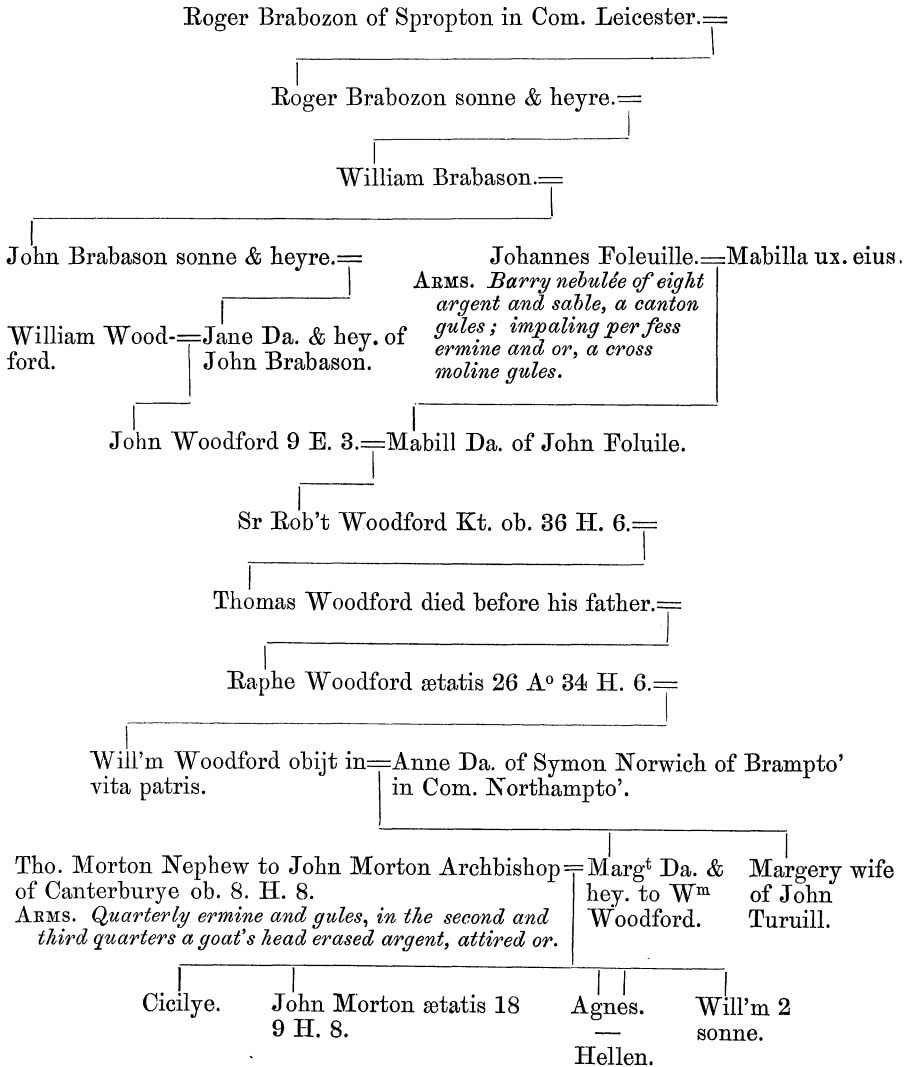 Roger Brabozon of Spropton in Com. Leicester.=
Roger Brabozon sonne & heyre.=
William Brabason.=
John Brabason sonne & heyre.=
Johannes Foleuille.=Mabilla ux. eius.
ARMS. Barry nebulée of eight
argent and sable, a canton
gules; impaling per fess
ermine and or, a cross
moline gules.
William Wood-=Jane Da. & hey. of
ford. John Brabason.
John Woodford 9 E. 3.=Mabill Da. of John Foluile.
Sr Rob't Woodford Kt. ob. 36 H. 6.=
Thomas Woodford died before his father.=
Raphe Woodford ætatis 26 Aº 34 H. 6.=
Will'm Woodford obijt in=Anne Da. of Symon Norwich of Brampto'
vita patris. in Com. Northampto'.
Tho. Morton Nephew to John Morton Archbishop=
of Canterburye ob. 8. H. 8.
ARMS. Quarterly ermine and gules, in the second and
third quarters a goat's head erased argent, attired or.
Margᵗ Da. &
hey. to Wᵐ
Woodford.
Margery wife
of John
Turuill.
Cicilye.
John Morton ætatis 18
9 H. 8.
Agnes.
—
Hellen.
Will'm 2
sonne.